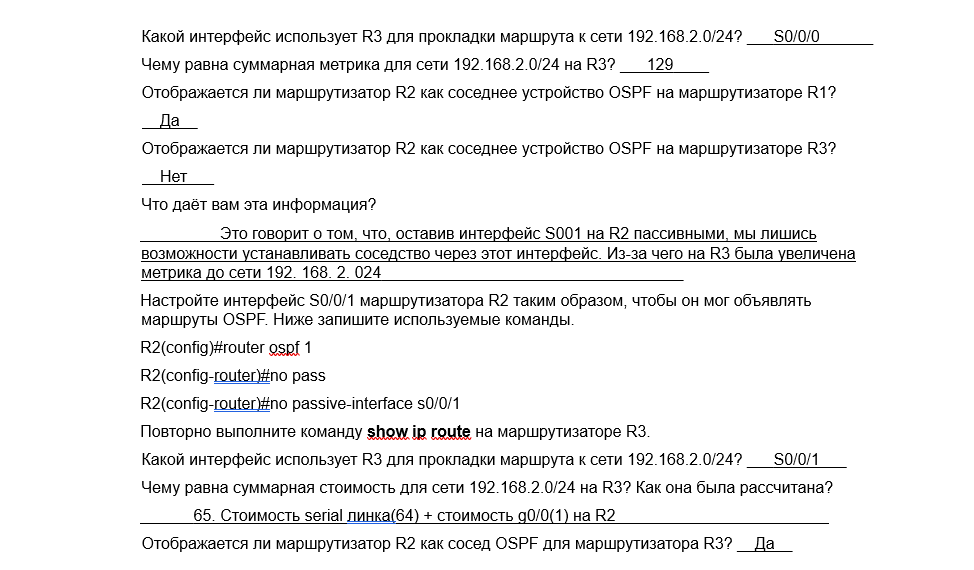 Какой интерфейс использует R3 для прокладки маршрута к сети 192.168.2.0/24? ___S0/0/0______
Чему равна суммарная метрика для сети 192.168.2.0/24 на R3? ___129____
Отображается ли маршрутизатор R2 как соседнее устройство OSPF на маршрутизаторе R1?
__Да__
Отображается ли маршрутизатор R2 как соседнее устройство OSPF на маршрутизаторе R3?
__Нет___
Что даёт вам эта информация?
_________Это говорит о том, что, оставив интерфейс S001 на R2 пассивными, мы лишись
возможности устанавливать соседство через этот интерфейс. Из-за чего на R3 была увеличена
метрика до сети 192. 168. 2. 024__________________________________
Настройте интерфейс S0/0/1 маршрутизатора R2 таким образом, чтобы он мог объявлять
маршруты OSPF. Ниже запишите используемые команды.
R2(config)#router ospf 1
R2(config-router)#no pass
R2(config-router)#no passive-interface s0/0/1
Повторно выполните команду show ip route на маршрутизаторе R3.
Какой интерфейс использует R3 для прокладки маршрута к сети 192.168.2.0/24? ___S0/0/1___
Чему равна суммарная стоимость для сети 192.168.2.0/24 на R3? Как она была рассчитана?
______65. Стоимость serial линка(64) + стоимость g0/0(1) на R2________________________
Отображается ли маршрутизатор R2 как сосед OSPF для маршрутизатора R3? __Да__